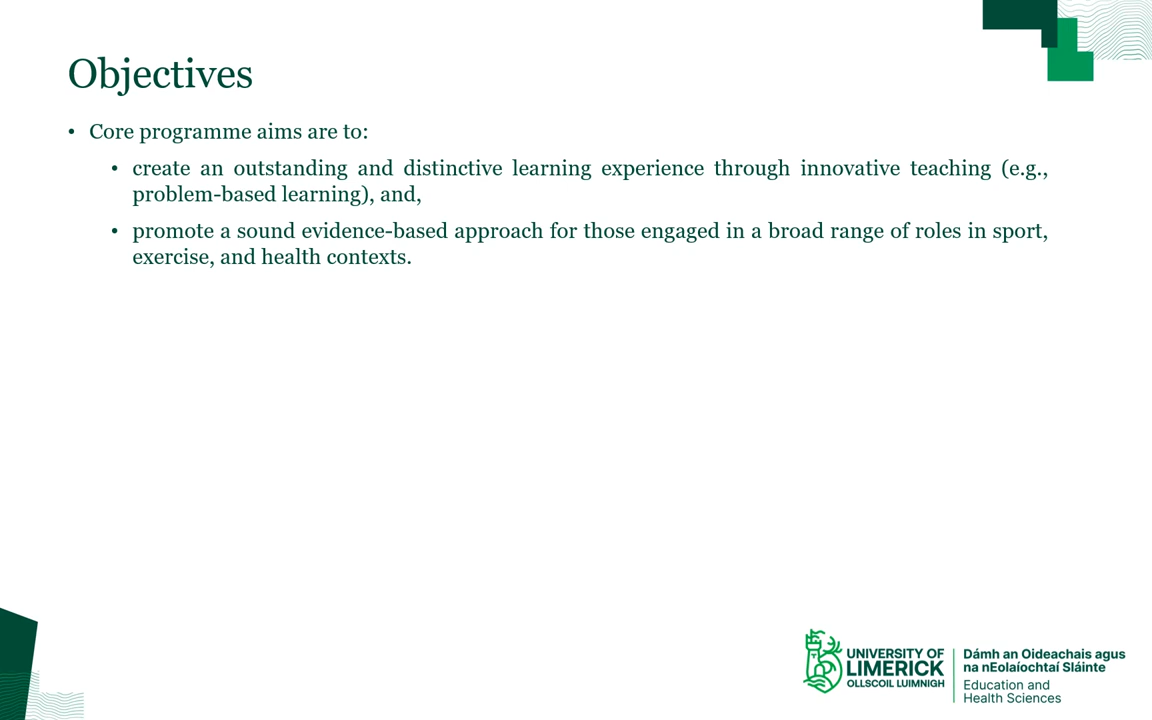 Objectives
• Core programme aims are to:
• create an outstanding and distinctive learning experience through innovative teaching (e.g.,
problem-based learning), and,
• promote a sound evidence-based approach for those engaged in a broad range of roles in sport,
exercise, and health contexts.
UNIVERSITY OF
LIMERICK
OLLSCOIL LUIMNIGH
Dámh an Oideachais agus
na nEolaíochtaí Sláinte
Education and
Health Sciences